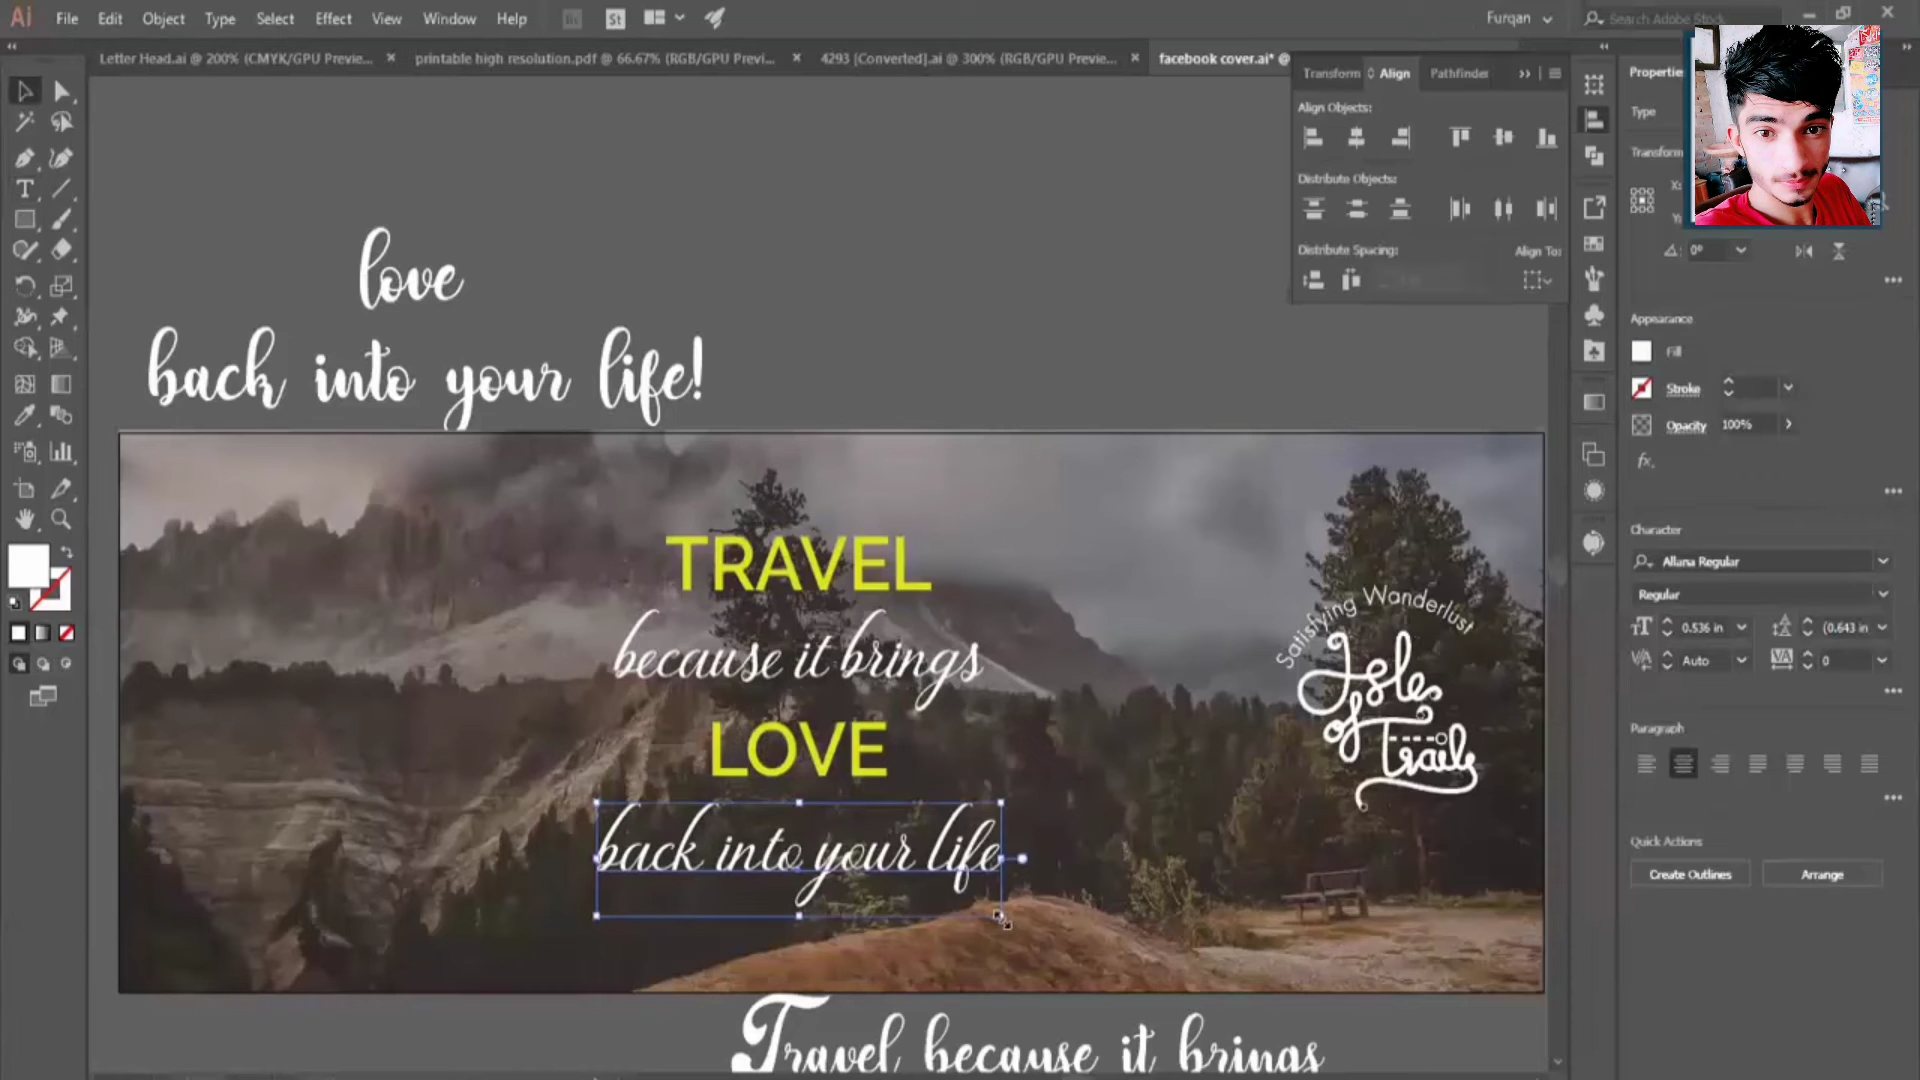 Ai File Edit Object Type Select Effect View Window Help Br St Furqan Search Adobe Stock
Letter Head.ai @ 200% (CMYK/GPU Previe... × printable high resolution.pdf @ 66.67% (RGB/GPU Previ... × 4293 [Converted].ai @ 300% (RGB/GPU Previe... × facebook cover.ai* @
Transform Align Pathfinder
Align Objects:
Distribute Objects:
Distribute Spacing: Align To:
Properties
Type
Transform
X:
0°
Appearance
Fill
Stroke
Opacity 100%
fx.
Character
Allana Regular
Regular
0.536 in (0.643 in
Auto 0
Paragraph
Quick Actions
Create Outlines Arrange
love
back into your life!
TRAVEL
because it brings
LOVE
back into your life
Satisfying Wanderlust
Isle
of
Trails
Travel because it brings